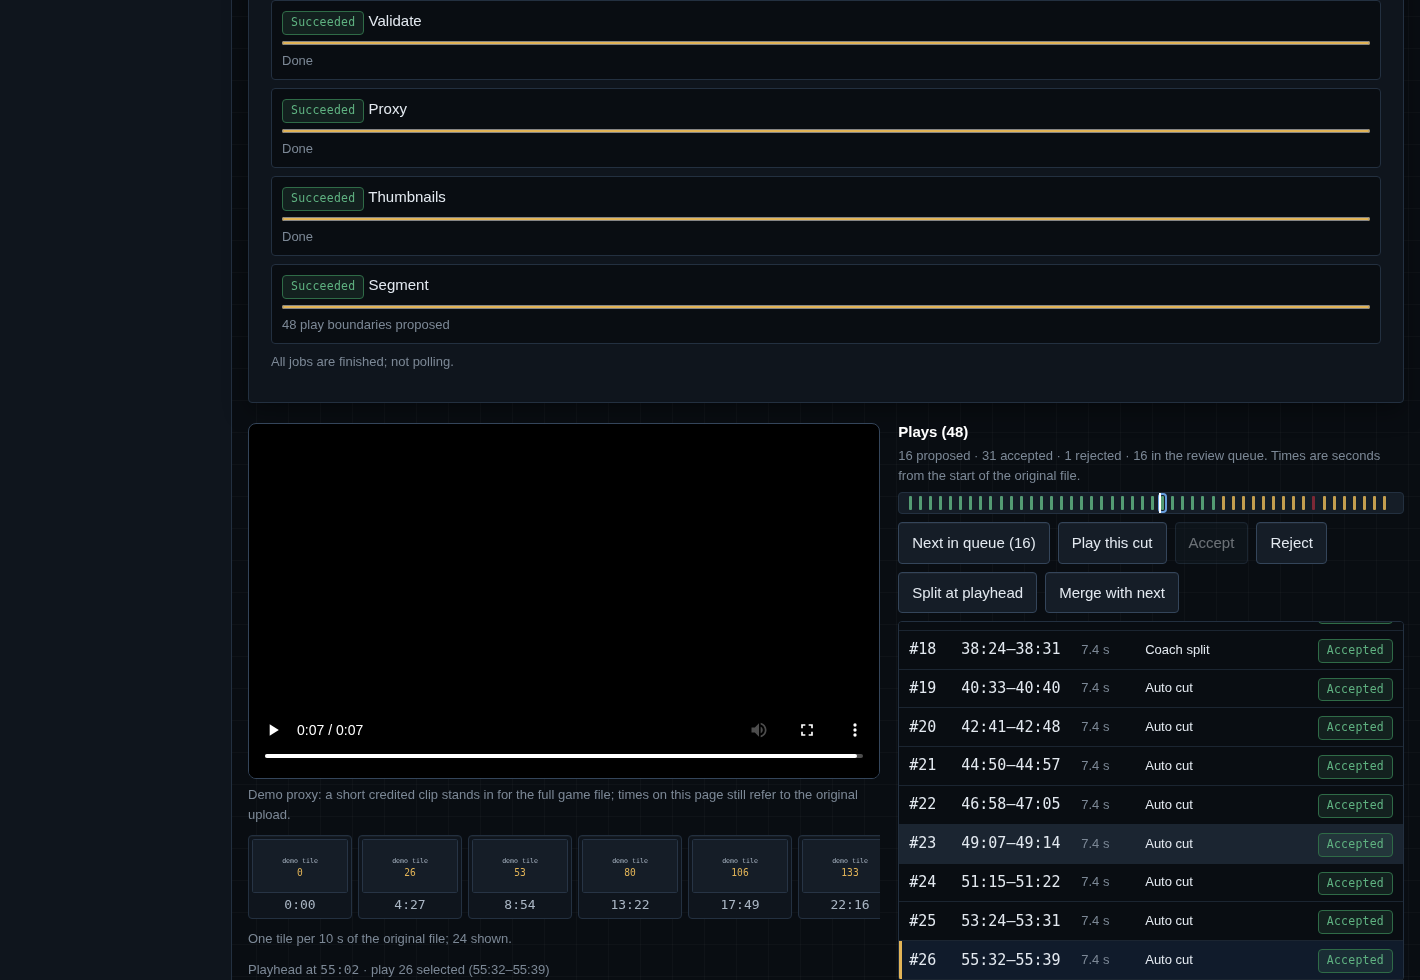 Succeeded Validate
Done
Succeeded Proxy
Done
Succeeded Thumbnails
Done
Succeeded Segment
48 play boundaries proposed
All jobs are finished; not polling.
0:07 / 0:07
Demo proxy: a short credited clip stands in for the full game file; times on this page still refer to the original
upload.
demo tile demo tile demo tile demo tile demo tile demo tile
0 26 53 80 106 133
0:00 4:27 8:54 13:22 17:49 22:16
One tile per 10 s of the original file; 24 shown.
Playhead at 55:02 · play 26 selected (55:32–55:39)
Plays (48)
16 proposed · 31 accepted · 1 rejected · 16 in the review queue. Times are seconds
from the start of the original file.
Next in queue (16) Play this cut Accept Reject
Split at playhead Merge with next
#18 38:24–38:31 7.4 s Coach split Accepted
#19 40:33–40:40 7.4 s Auto cut Accepted
#20 42:41–42:48 7.4 s Auto cut Accepted
#21 44:50–44:57 7.4 s Auto cut Accepted
#22 46:58–47:05 7.4 s Auto cut Accepted
#23 49:07–49:14 7.4 s Auto cut Accepted
#24 51:15–51:22 7.4 s Auto cut Accepted
#25 53:24–53:31 7.4 s Auto cut Accepted
#26 55:32–55:39 7.4 s Auto cut Accepted